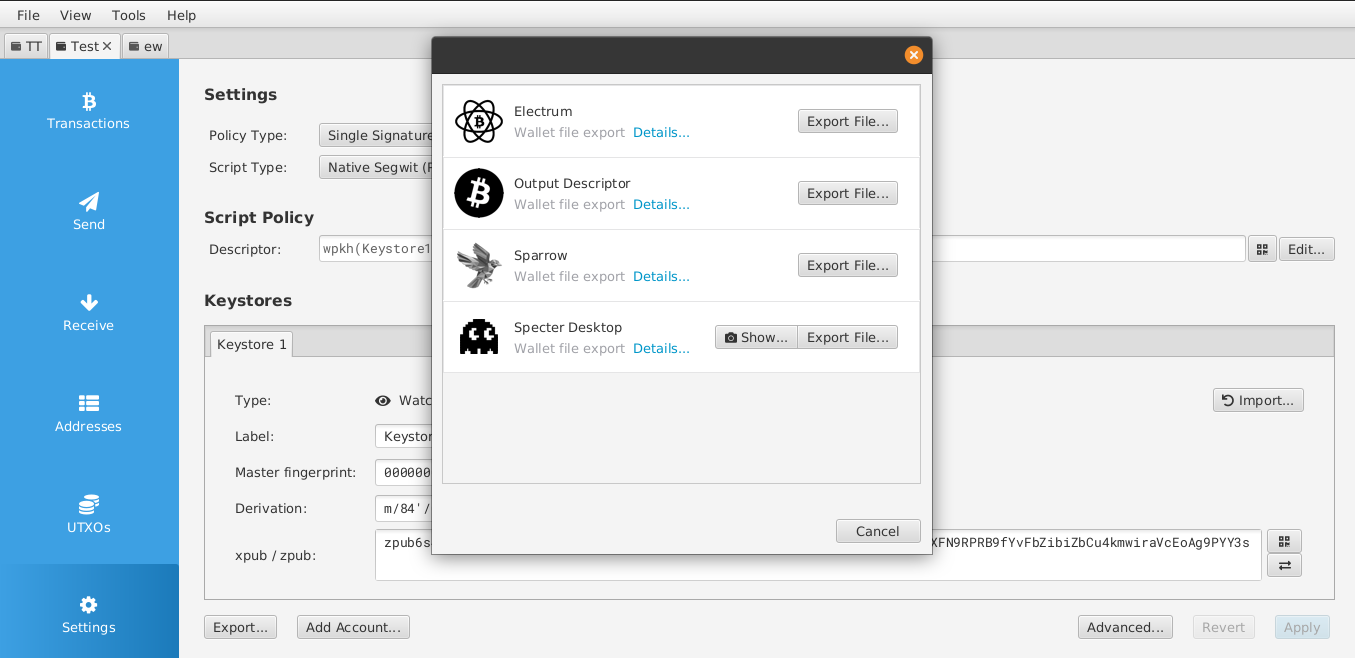 File View Tools Help
TT Test ew
Transactions
Send
Receive
Addresses
UTXOs
Settings
Settings
Policy Type: Single Signature
Script Type: Native Segwit (
Script Policy
Descriptor: wpkh(Keystore1 Edit...
Keystores
Keystore 1
Type: Watc Import...
Label: Keystor
Master fingerprint: 000000
Derivation: m/84'/
xpub / zpub: zpub6s XFN9RPRB9fYvFbZibiZbCu4kmwiraVcEoAg9PYY3s
Export... Add Account... Advanced... Revert Apply
Electrum
Wallet file export Details... Export File...
Output Descriptor
Wallet file export Details... Export File...
Sparrow
Wallet file export Details... Export File...
Specter Desktop
Wallet file export Details... Show... Export File...
Cancel